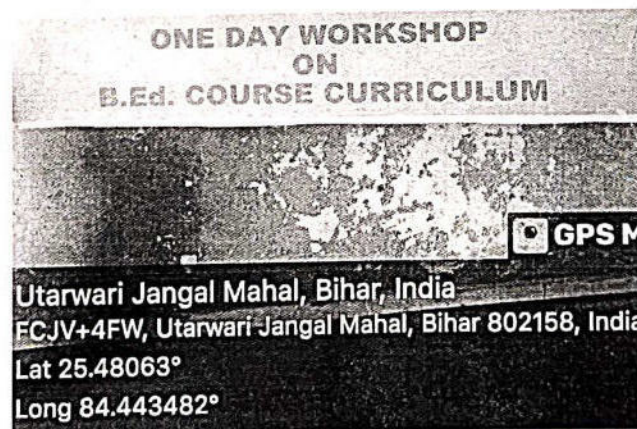 ONE DAY WORKSHOP
ON
B.Ed. COURSE CURRICULUM
GPS M
Utarwari Jangal Mahal, Bihar, India
FCJV+4FW, Utarwari Jangal Mahal, Bihar 802158, India
Lat 25.48063°
Long 84.443482°